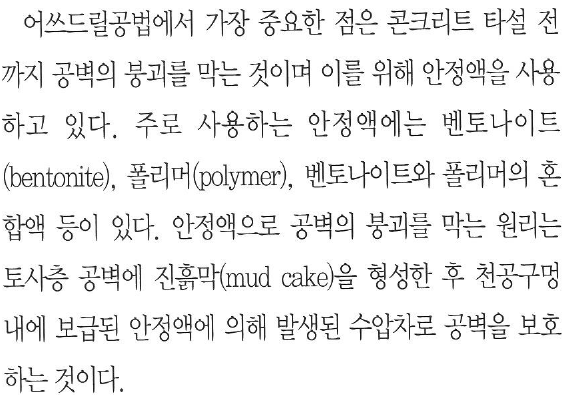 어쓰드릴공법에서 가장 중요한 점은 콘크리트 타설 전
까지 공벽의 붕괴를 막는 것이며 이를 위해 안정액을 사용
하고 있다. 주로 사용하는 안정액에는 벤토나이트
(bentonite), 폴리머(polymer), 벤토나이트와 폴리머의 혼
합액 등이 있다. 안정액으로 공벽의 붕괴를 막는 원리는
토사층 공벽에 진흙막(mud cake)을 형성한 후 천공구멍
내에 보급된 안정액에 의해 발생된 수압차로 공벽을 보호
하는 것이다.